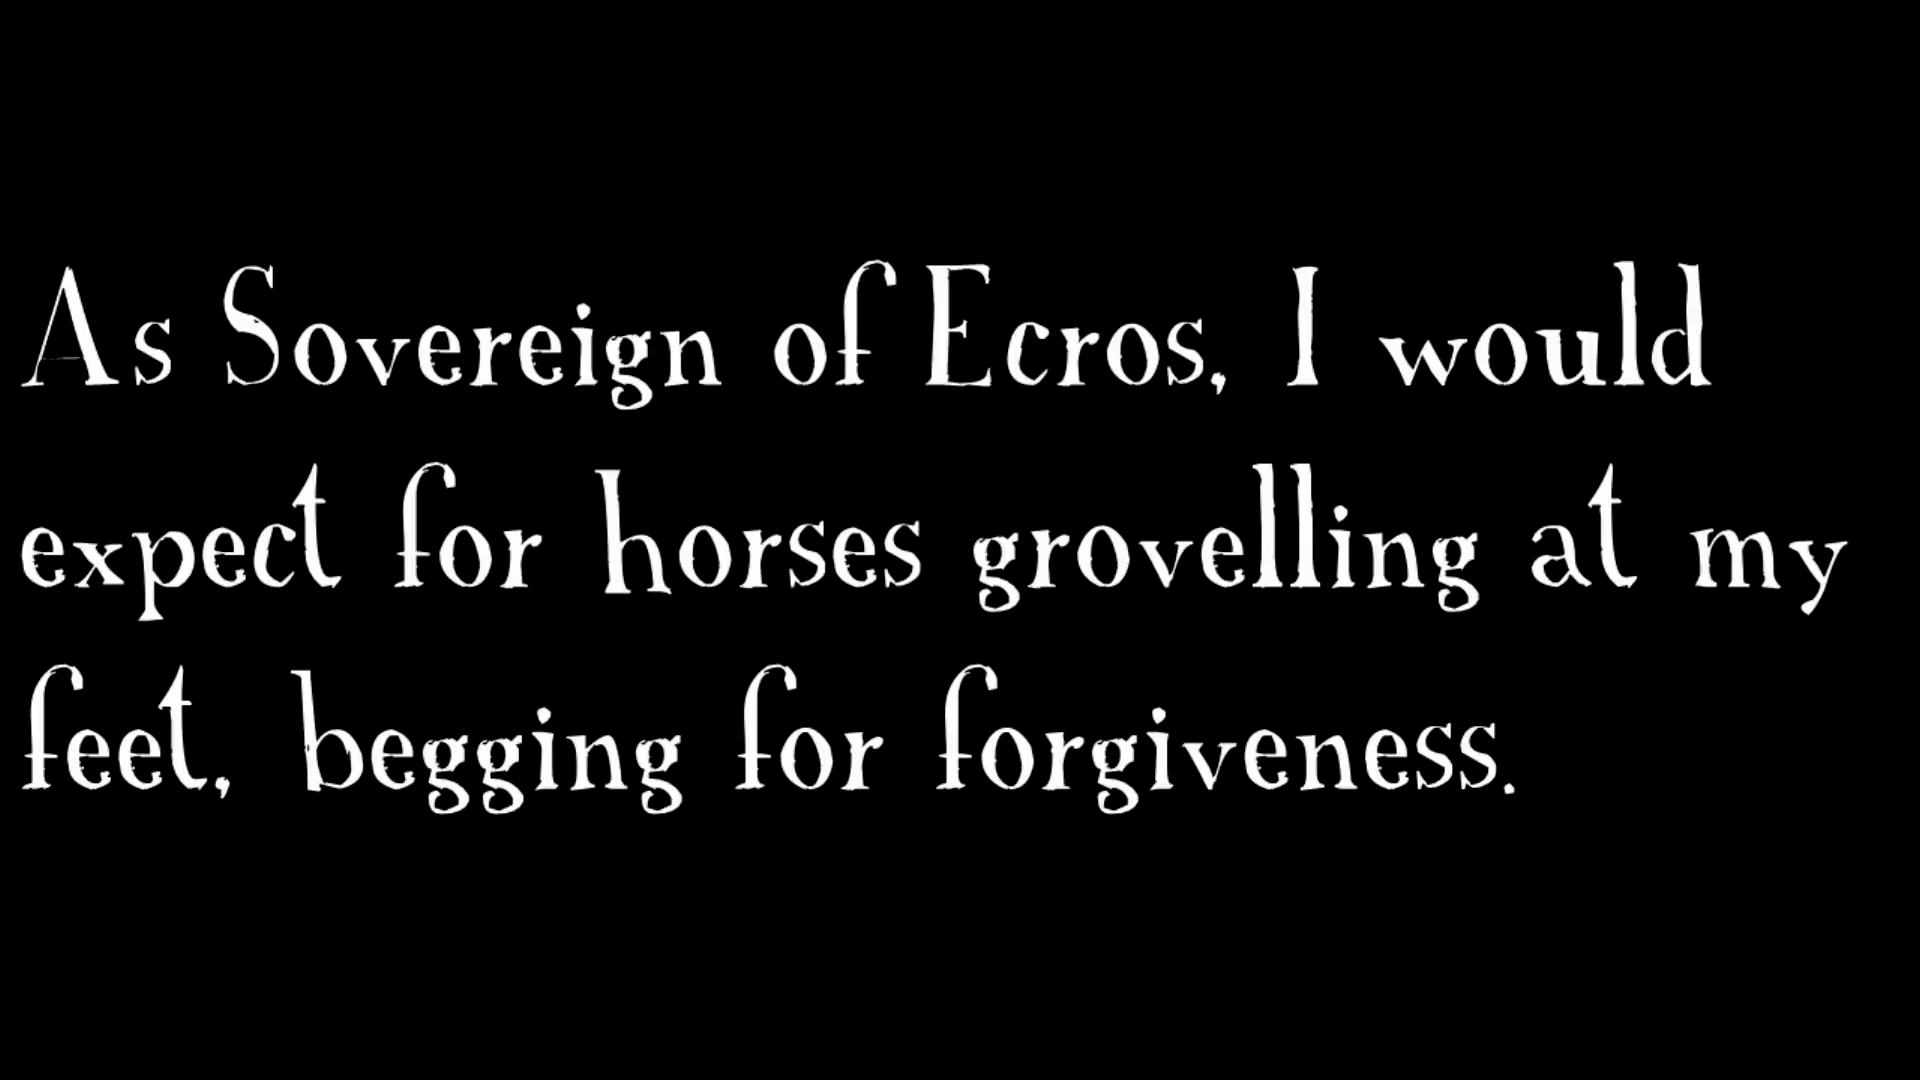 As Sovereign of Ecros, I would
expect for horses grovelling at my
feet, begging for forgiveness.